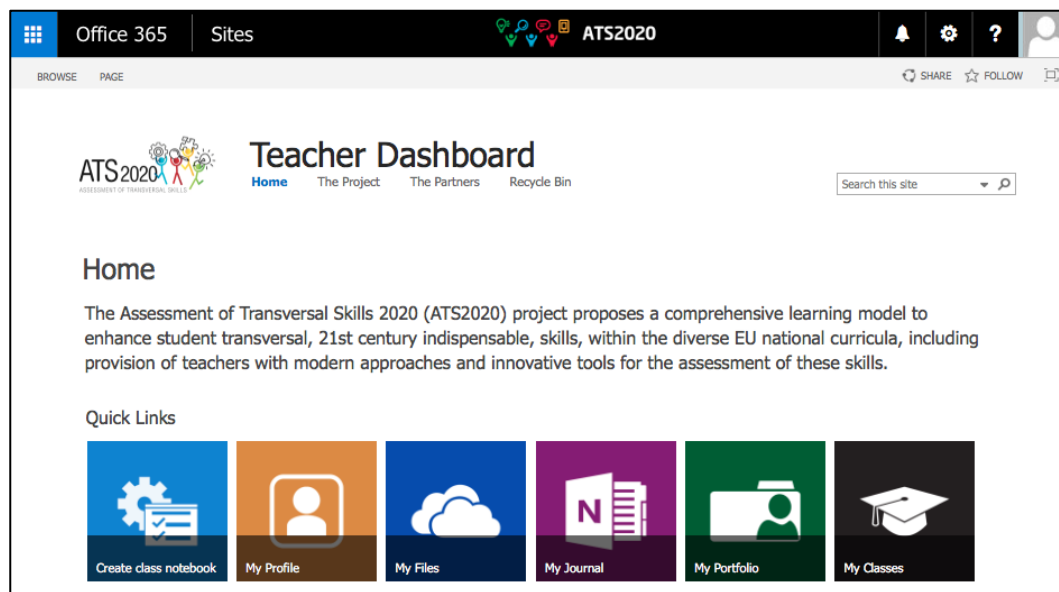 Office 365 Sites ATS2020 ?
BROWSE PAGE SHARE FOLLOW
ATS2020
ASSESSMENT OF TRANSVERSAL SKILLS
Teacher Dashboard
Home The Project The Partners Recycle Bin
Search this site
Home
The Assessment of Transversal Skills 2020 (ATS2020) project proposes a comprehensive learning model to
enhance student transversal, 21st century indispensable, skills, within the diverse EU national curricula, including
provision of teachers with modern approaches and innovative tools for the assessment of these skills.
Quick Links
N
Create class notebook My Profile My Files My Journal My Portfolio My Classes